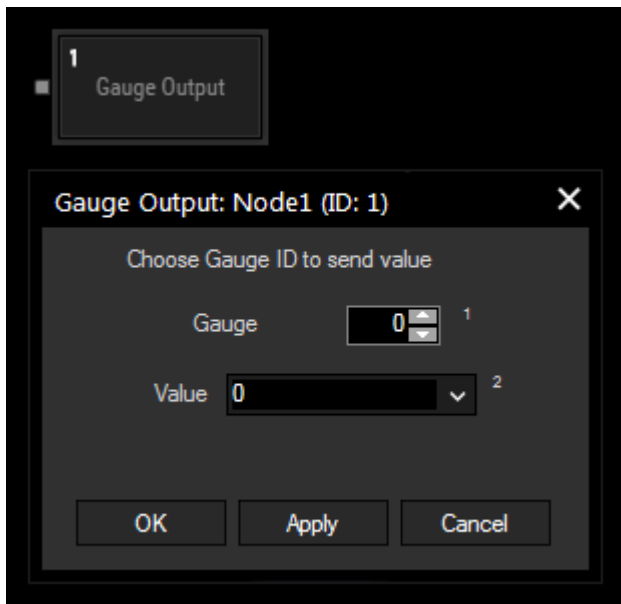 1
Gauge Output
Gauge Output: Node1 (ID: 1)
Choose Gauge ID to send value
Gauge 0 1
Value 0 2
OK Apply Cancel